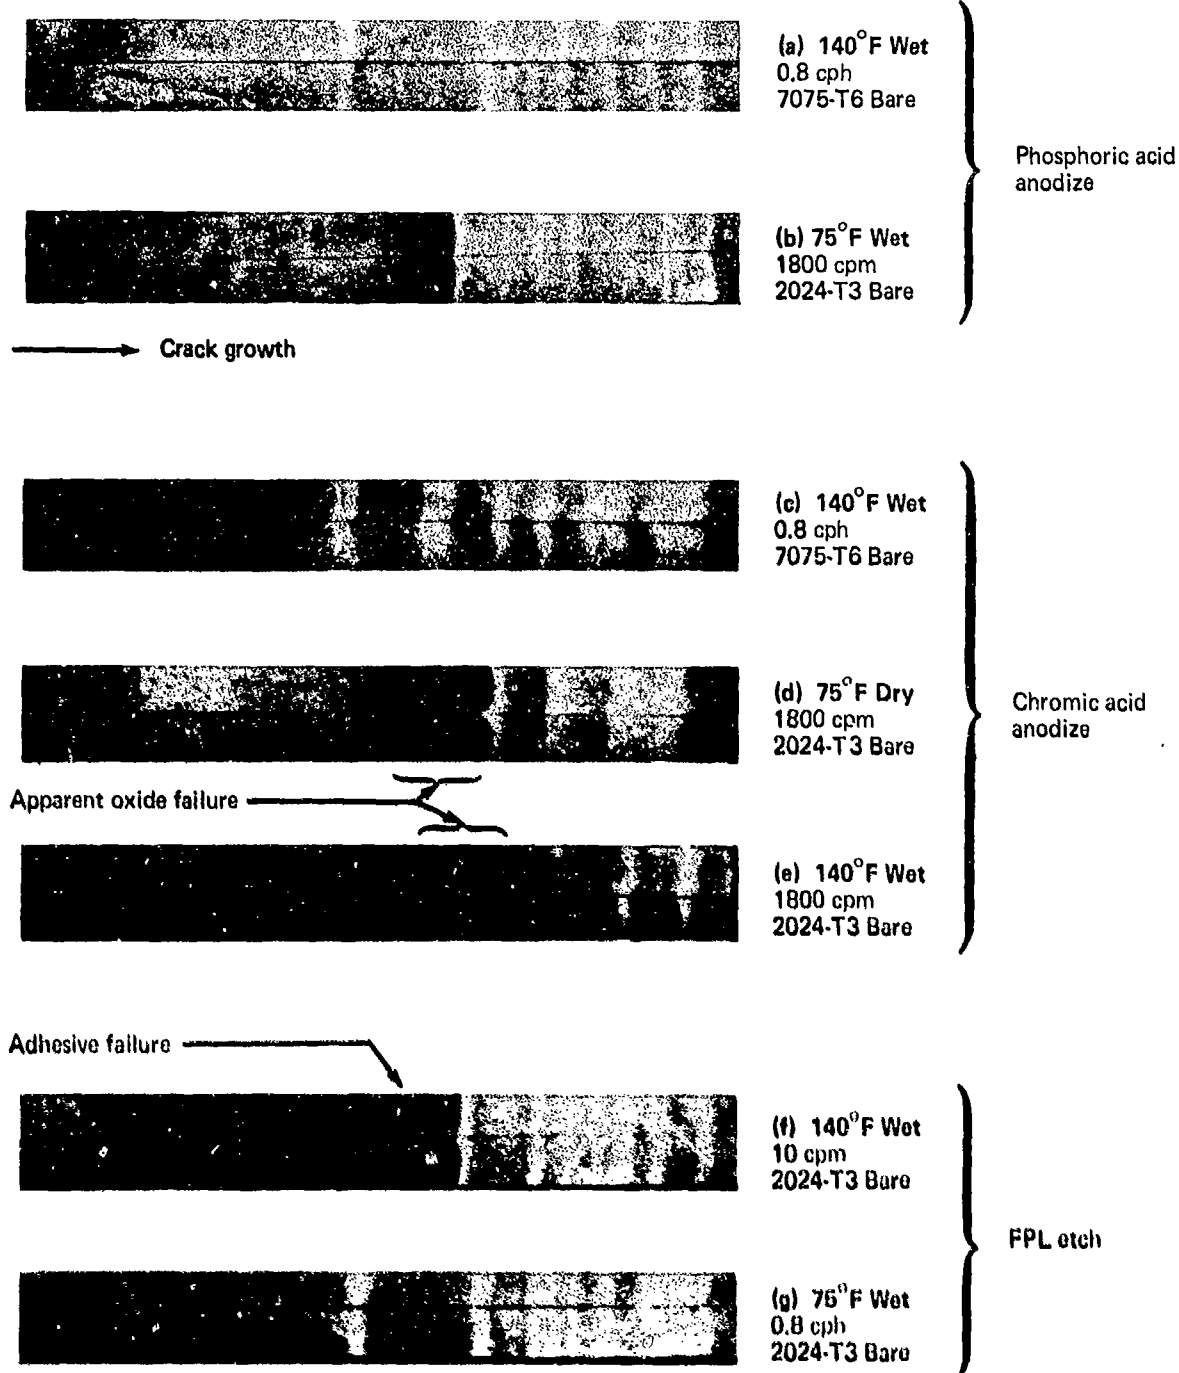 (a) 140°F Wet
0.8 cph
7075-T6 Bare
Phosphoric acid
anodize
(b) 75°F Wet
1800 cpm
2024-T3 Bare
Crack growth
(c) 140°F Wet
0.8 cph
7075-T6 Bare
(d) 75°F Dry
1800 cpm
2024-T3 Bare
Chromic acid
anodize
Apparent oxide failure
(e) 140°F Wet
1800 cpm
2024-T3 Bare
Adhesive failure
(f) 140°F Wet
10 cpm
2024-T3 Bare
FPL etch
(g) 75°F Wet
0.8 cph
2024-T3 Bare